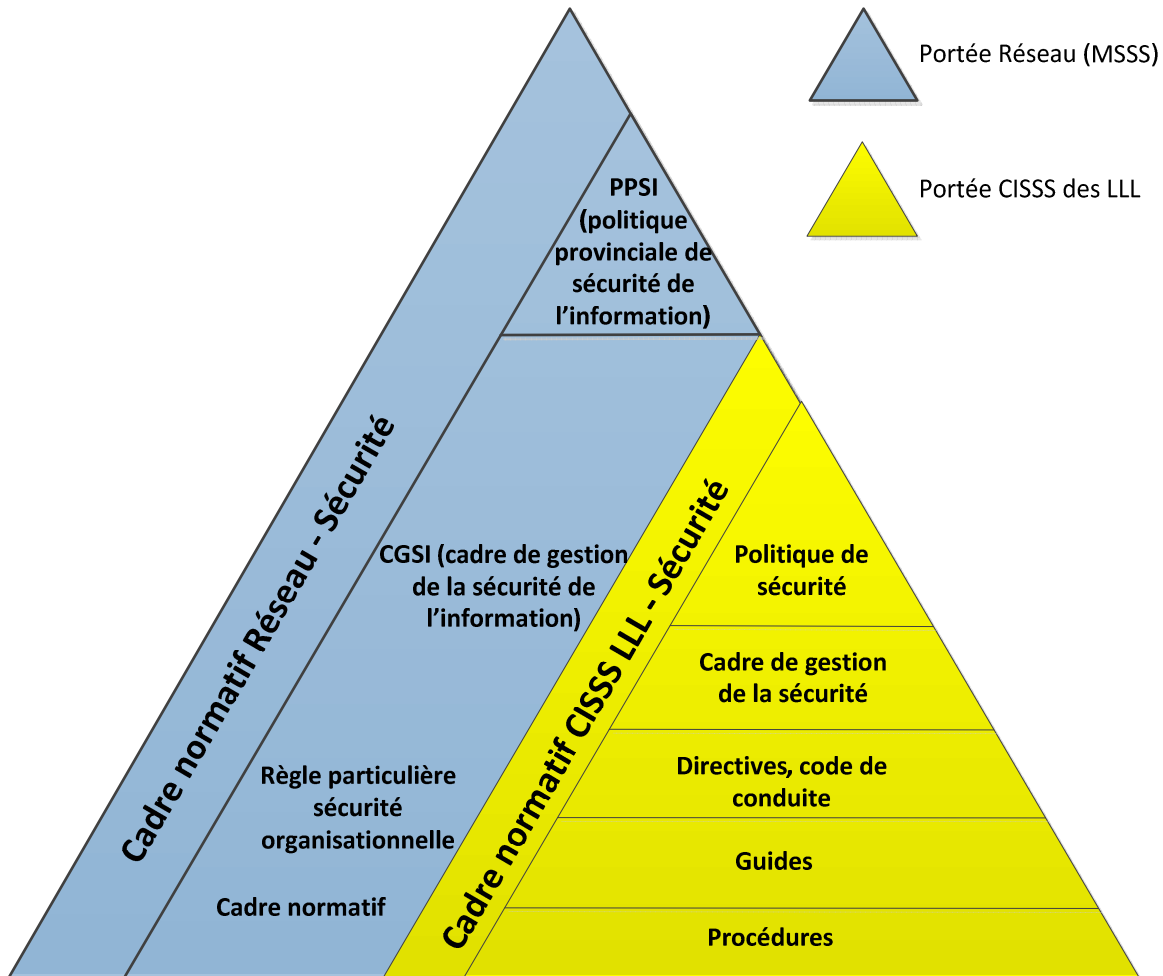 Portée Réseau (MSSS)
Portée CISSS des LLL
PPSI
(politique
provinciale de
sécurité de
l’information)
Cadre normatif Réseau - Sécurité
CGSI (cadre de gestion
de la sécurité de
l’information)
Règle particulière
sécurité
organisationnelle
Cadre normatif
Cadre normatif CISSS LLL - Sécurité
Politique de
sécurité
Cadre de gestion
de la sécurité
Directives, code de
conduite
Guides
Procédures